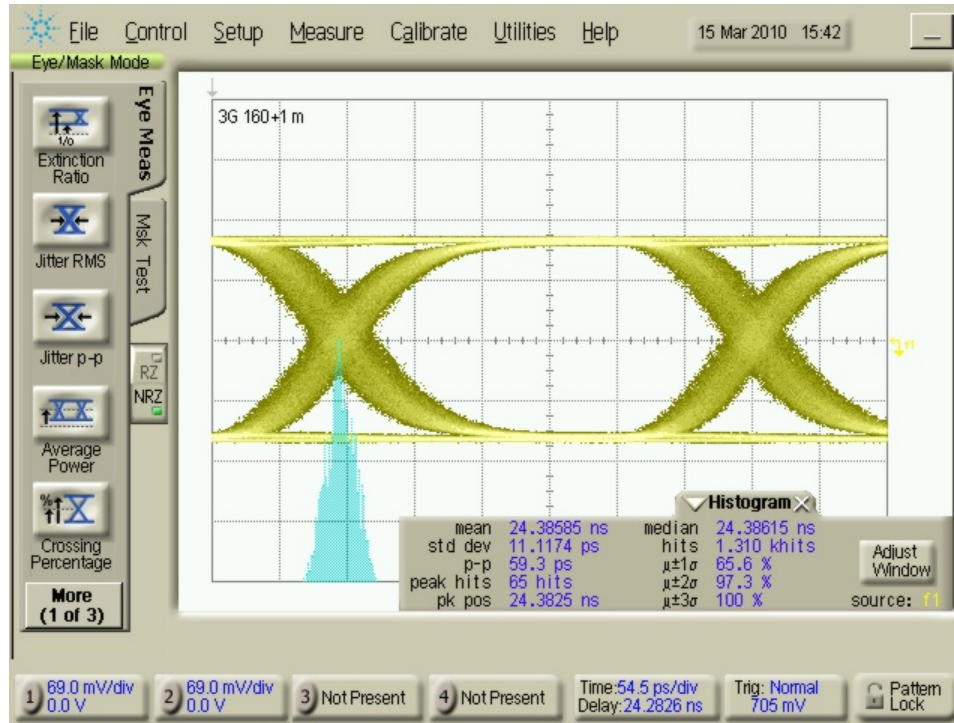 File Control Setup Measure Calibrate Utilities Help 15 Mar 2010 15:42
Eye/Mask Mode
Eye Meas
Msk Test
1/0
Extinction
Ratio
Jitter RMS
Jitter p-p
RZ
NRZ
Average
Power
%
Crossing
Percentage
More
(1 of 3)
3G 160+1 m
f1
Histogram
mean 24.38585 ns median 24.38615 ns
std dev 11.1174 ps hits 1.310 khits
p-p 59.3 ps µ±1σ 65.6 %
peak hits 65 hits µ±2σ 97.3 %
pk pos 24.3825 ns µ±3σ 100 %
Adjust
Window
source: f1
1 69.0 mV/div
0.0 V
2 69.0 mV/div
0.0 V
3 Not Present
4 Not Present
Time:54.5 ps/div
Delay:24.2826 ns
Trig: Normal
705 mV
Pattern
Lock